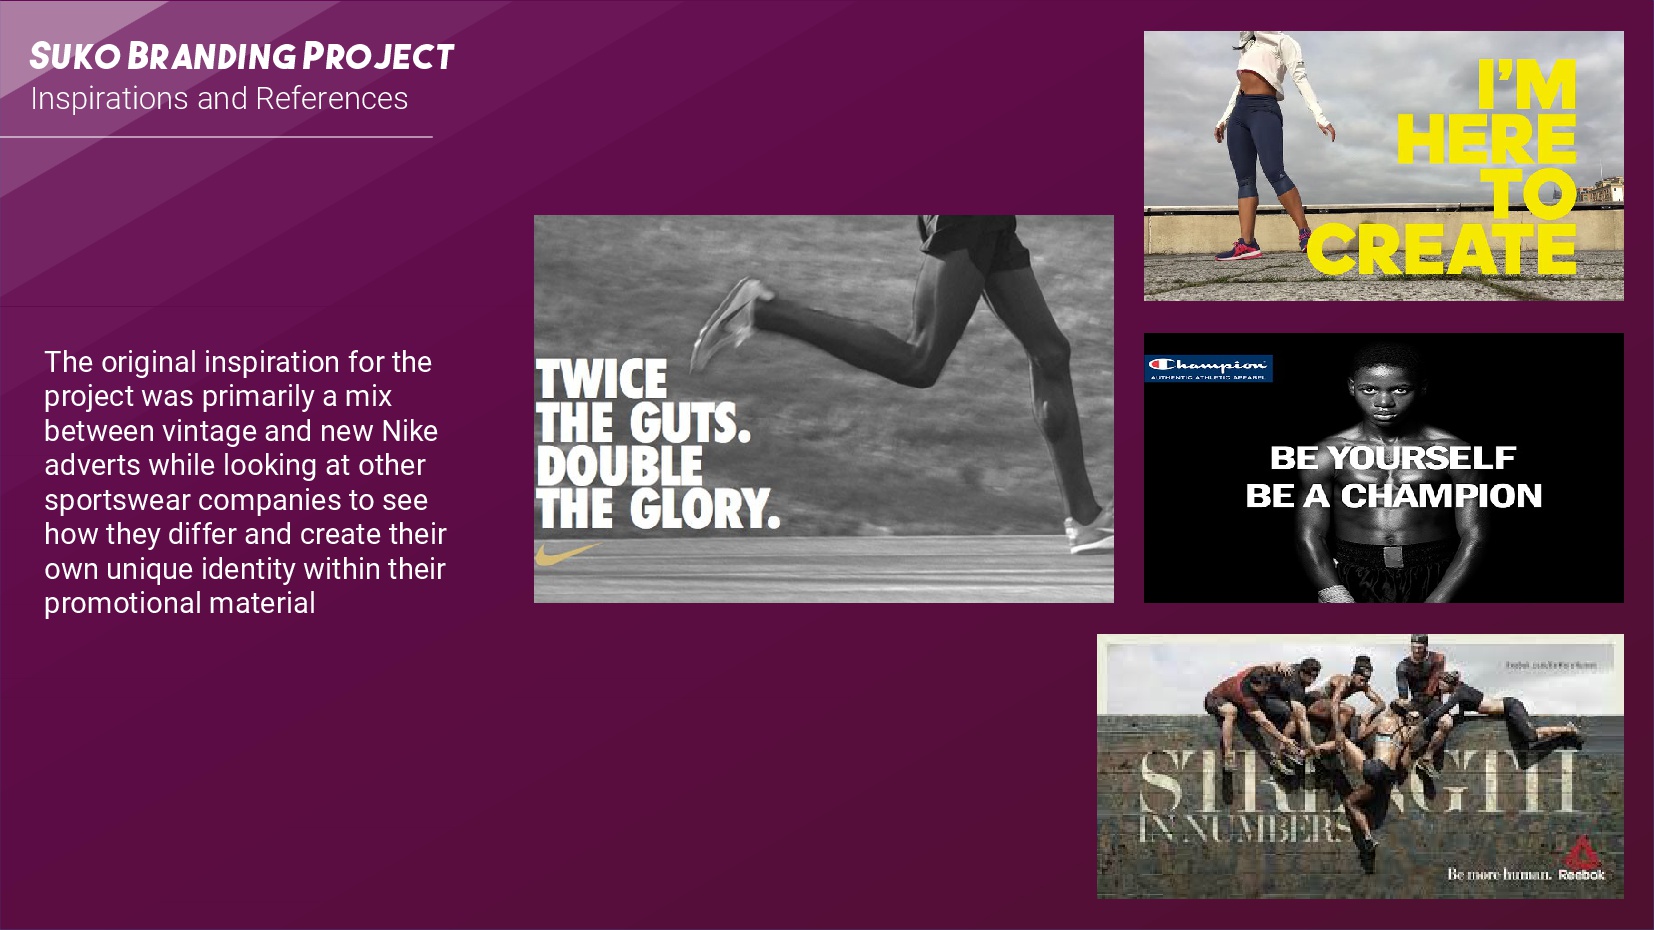 SUKO BRANDING PROJECT
Inspirations and References
The original inspiration for the
project was primarily a mix
between vintage and new Nike
adverts while looking at other
sportswear companies to see
how they differ and create their
own unique identity within their
promotional material
TWICE
THE GUTS.
DOUBLE
THE GLORY.
I'M
HERE
TO
CREATE
Champion
AUTHENTIC ATHLETIC APPAREL
BE YOURSELF
BE A CHAMPION
STRENGTH
IN NUMBERS
Be more human. Reebok